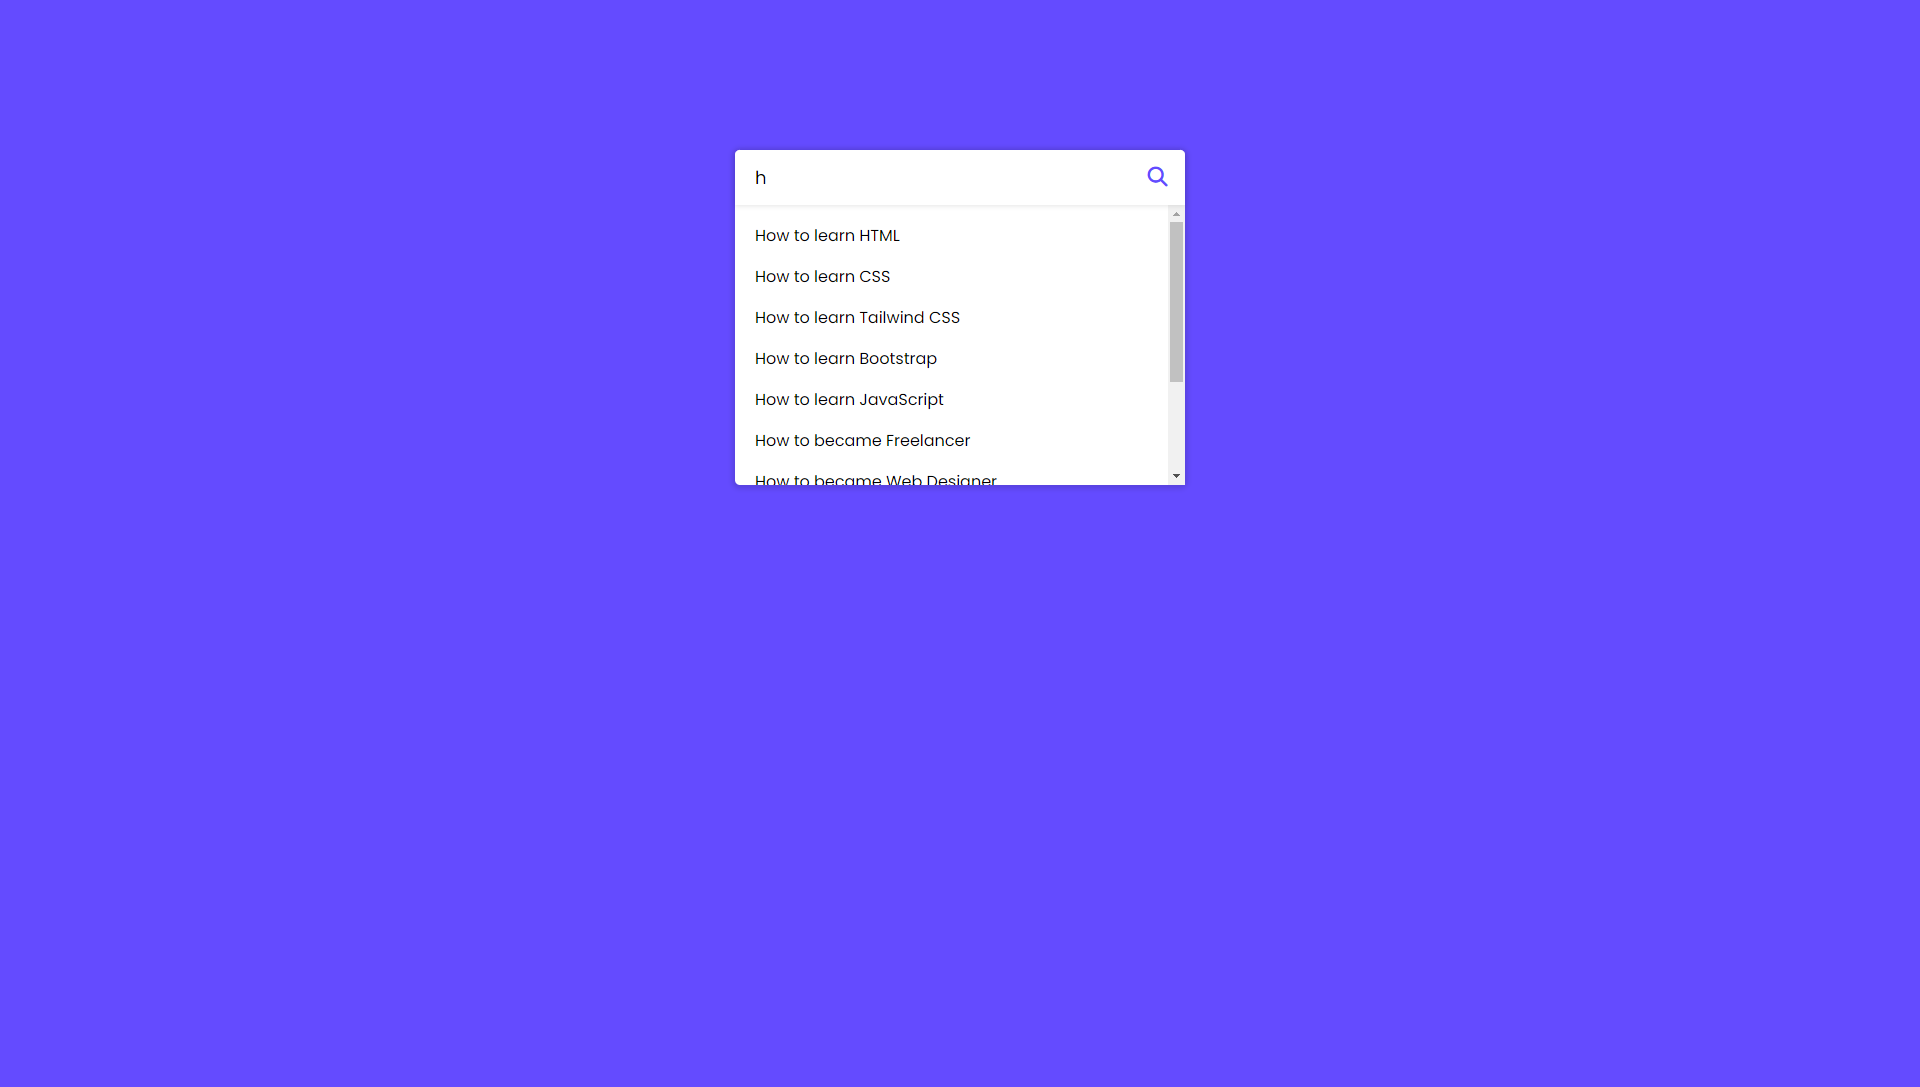 h
How to learn HTML
How to learn CSS
How to learn Tailwind CSS
How to learn Bootstrap
How to learn JavaScript
How to became Freelancer
How to became Web Designer